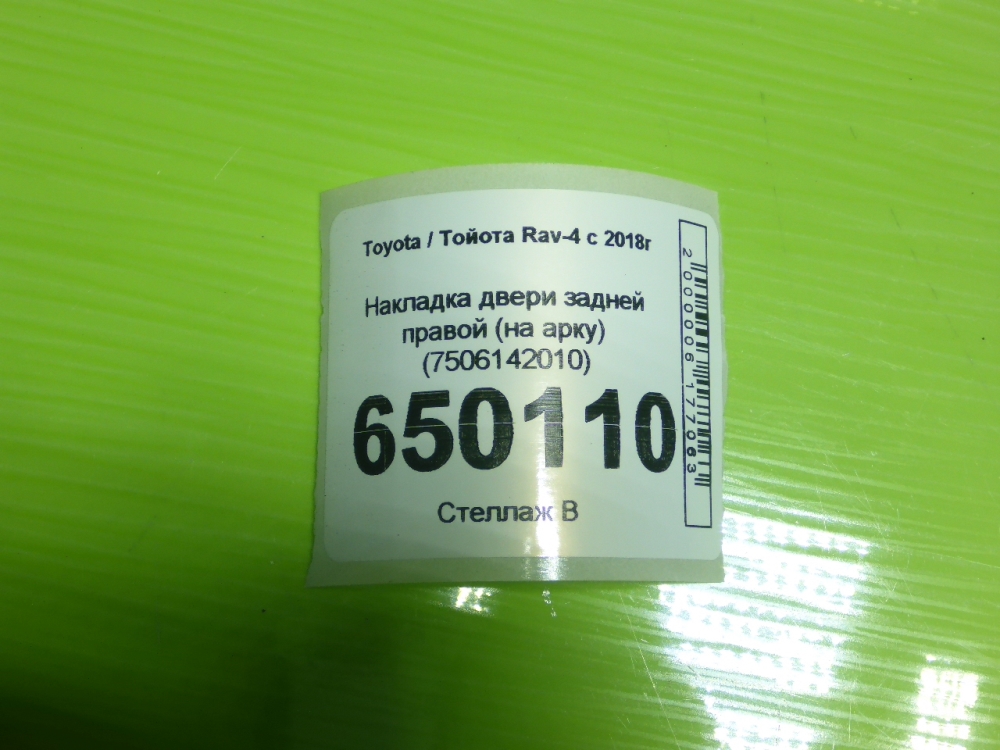 Toyota / Тойота Rav-4 с 2018г
Накладка двери задней
правой (на арку)
(7506142010)
650110
Стеллаж В
2000006177063